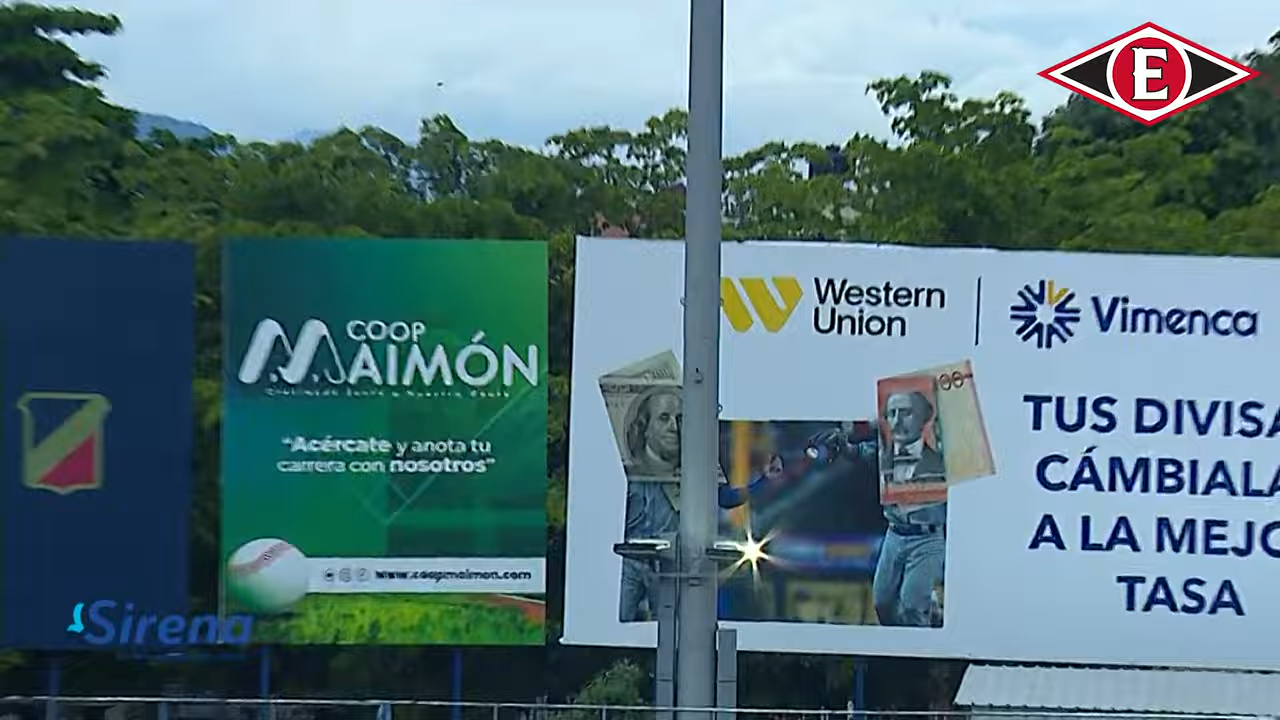 E
COOP
MAIMÓN
"Acércate y anota tu
carrera con nosotros"
www.coopmaimon.com
Sirena
Western
Union
Vimenca
100
TUS DIVISA
CÁMBIALA
A LA MEJO
TASA